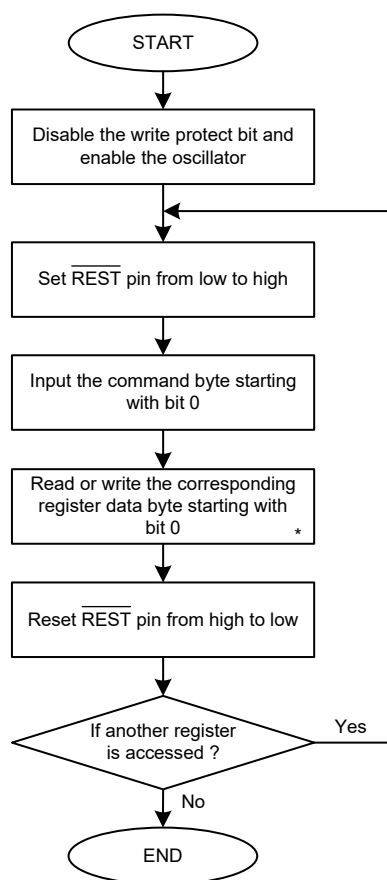 START
Disable the write protect bit and
enable the oscillator
Set REST pin from low to high
Input the command byte starting
with bit 0
Read or write the corresponding
register data byte starting with
bit 0 *
Reset REST pin from high to low
If another register
is accessed ?
Yes
No
END